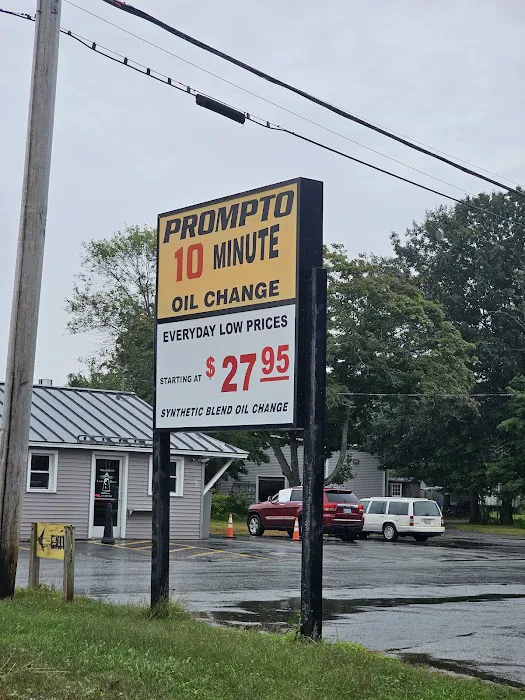 PROMPTO
10 MINUTE
OIL CHANGE
EVERYDAY LOW PRICES
STARTING AT $27.95
SYNTHETIC BLEND OIL CHANGE
EXIT